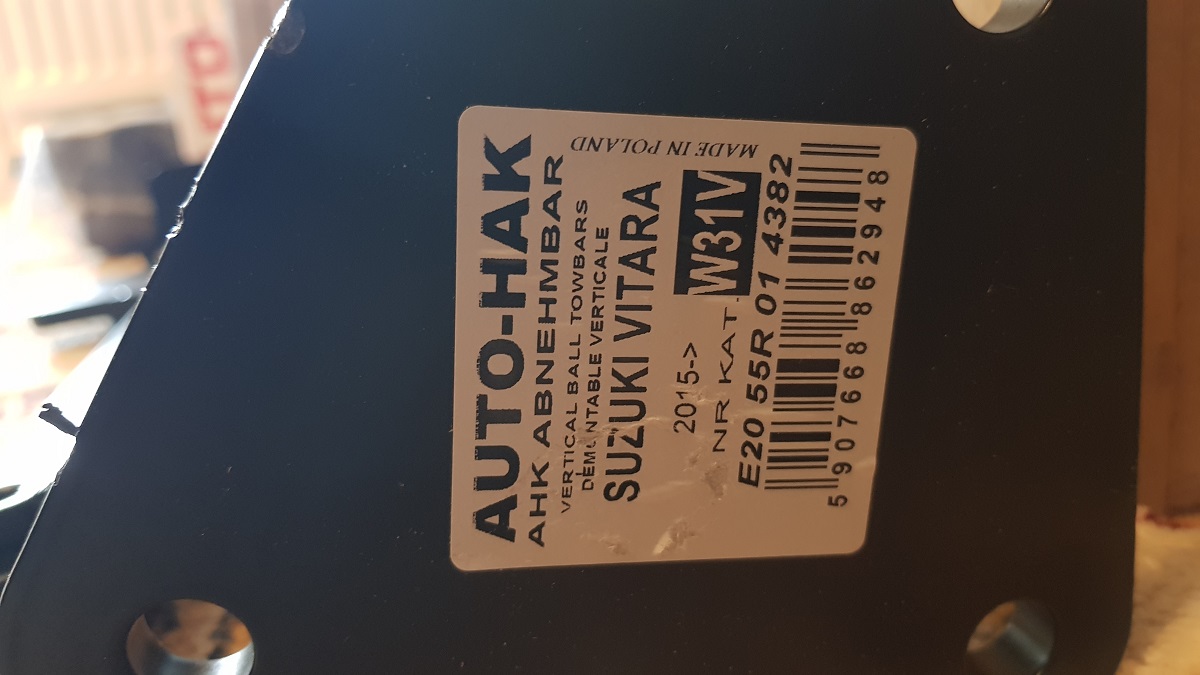 AUTO-HAK
AHK ABNEHMBAR
VERTICAL BALL TOWBARS
DÉMONTABLE VERTICALE
SUZUKI VITARA
2015->
NR KAT. W31V
E20 55R 01 4382
5 907668 862948
MADE IN POLAND